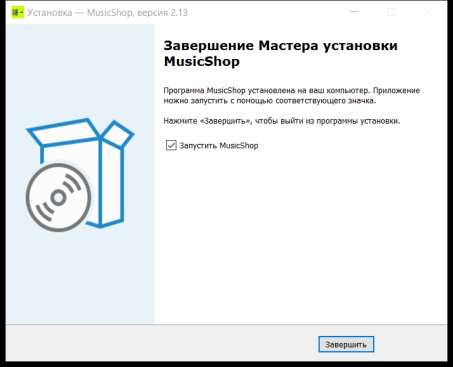 Установка — MusicShop, версия 2.13
Завершение Мастера установки
MusicShop
Программа MusicShop установлена на ваш компьютер. Приложение
можно запустить с помощью соответствующего значка.
Нажмите «Завершить», чтобы выйти из программы установки.
Запустить MusicShop
Завершить